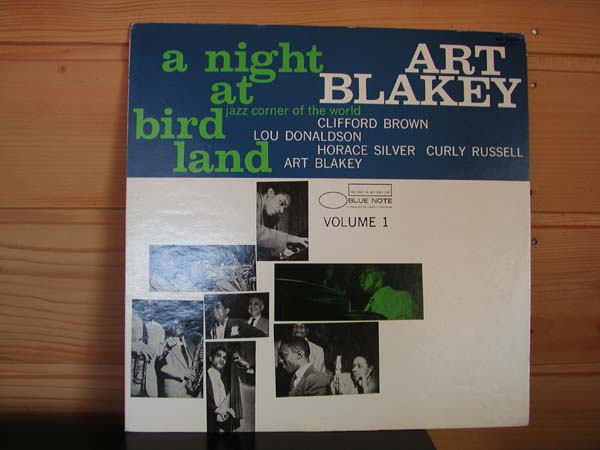 a night
at
bird
land
jazz corner of the world
ART
BLAKEY
CLIFFORD BROWN
LOU DONALDSON
HORACE SILVER CURLY RUSSELL
ART BLAKEY
BLUE NOTE
VOLUME 1